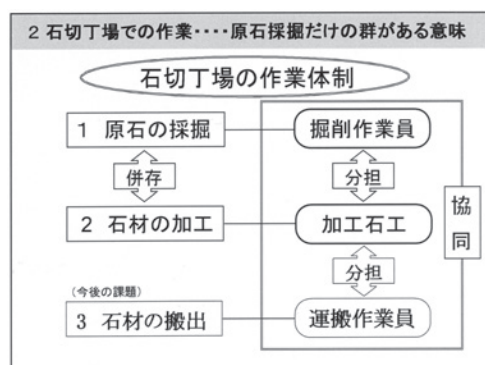 2 石切丁場での作業････原石採掘だけの群がある意味
石切丁場の作業体制
1 原石の採掘
掘削作業員
併存
分担
2 石材の加工
加工石工
協同
分担
(今後の課題)
3 石材の搬出
運搬作業員